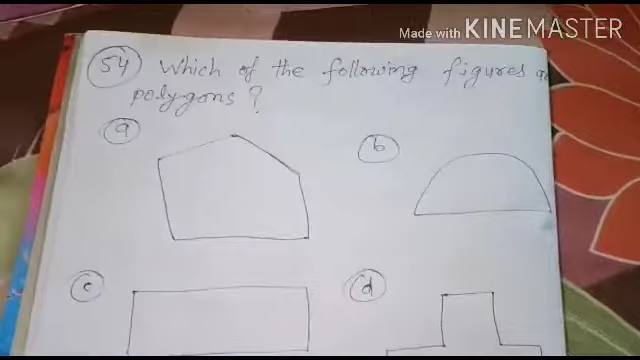 Made with KINEMASTER
54 Which of the following figures
polygons ?
a
b
c
d